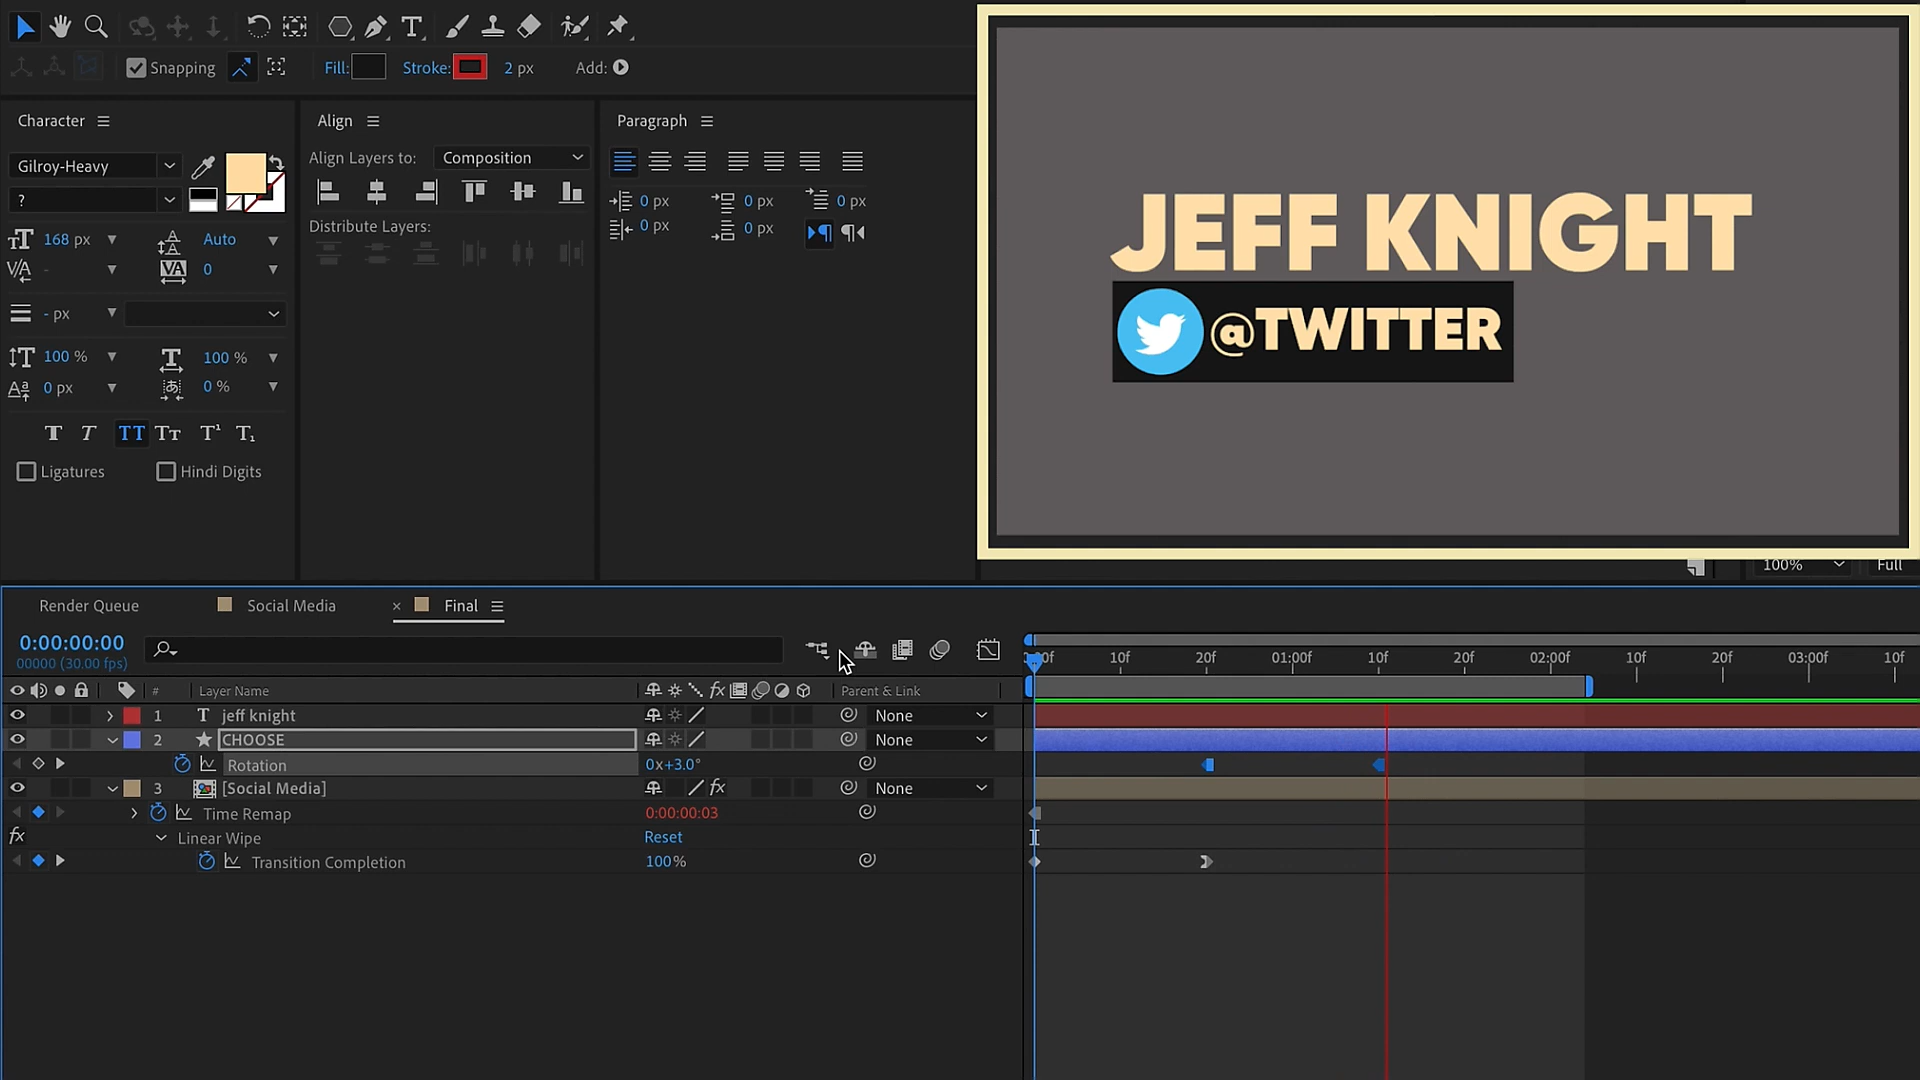 Snapping
Fill:
Stroke:
2 px
Add:
Character
Align
Paragraph
Gilroy-Heavy
Align Layers to:
Composition
?
0 px
0 px
0 px
Distribute Layers:
0 px
0 px
168 px
Auto
-
0
- px
100 %
100 %
0 px
0 %
Ligatures
Hindi Digits
JEFF KNIGHT
@TWITTER
100%
Full
Render Queue
Social Media
Final
0:00:00:00
00000 (30.00 fps)
10f
20f
01:00f
10f
20f
02:00f
10f
20f
03:00f
10f
#
Layer Name
Parent & Link
1
jeff knight
None
2
CHOOSE
None
Rotation
0x+3.0°
3
[Social Media]
fx
None
Time Remap
0:00:00:03
fx
Linear Wipe
Reset
Transition Completion
100%